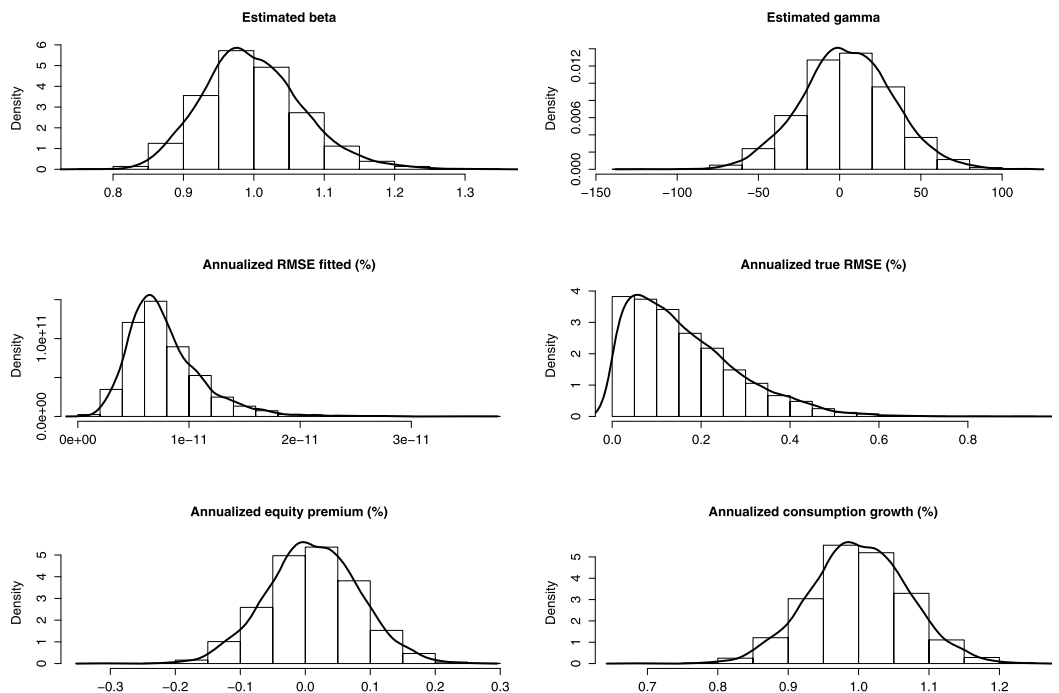 Estimated beta
Density
0 1 2 3 4 5 6
0.8 0.9 1.0 1.1 1.2 1.3
Estimated gamma
Density
0.000 0.006 0.012
−150 −100 −50 0 50 100
Annualized RMSE fitted (%)
Density
0.0e+00 1.0e+11
0e+00 1e−11 2e−11 3e−11
Annualized true RMSE (%)
Density
0 1 2 3 4
0.0 0.2 0.4 0.6 0.8
Annualized equity premium (%)
Density
0 1 2 3 4 5
−0.3 −0.2 −0.1 0.0 0.1 0.2 0.3
Annualized consumption growth (%)
Density
0 1 2 3 4 5
0.7 0.8 0.9 1.0 1.1 1.2